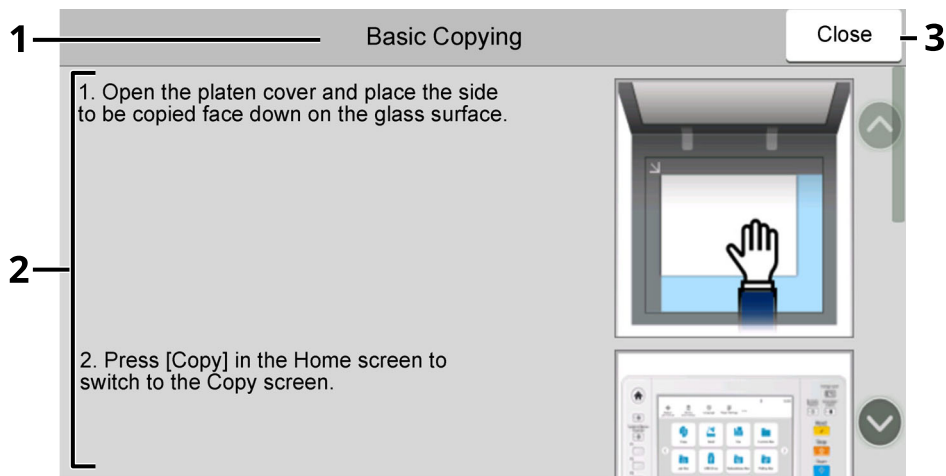 1
Basic Copying
Close
3
1. Open the platen cover and place the side
to be copied face down on the glass surface.
2
2. Press [Copy] in the Home screen to
switch to the Copy screen.